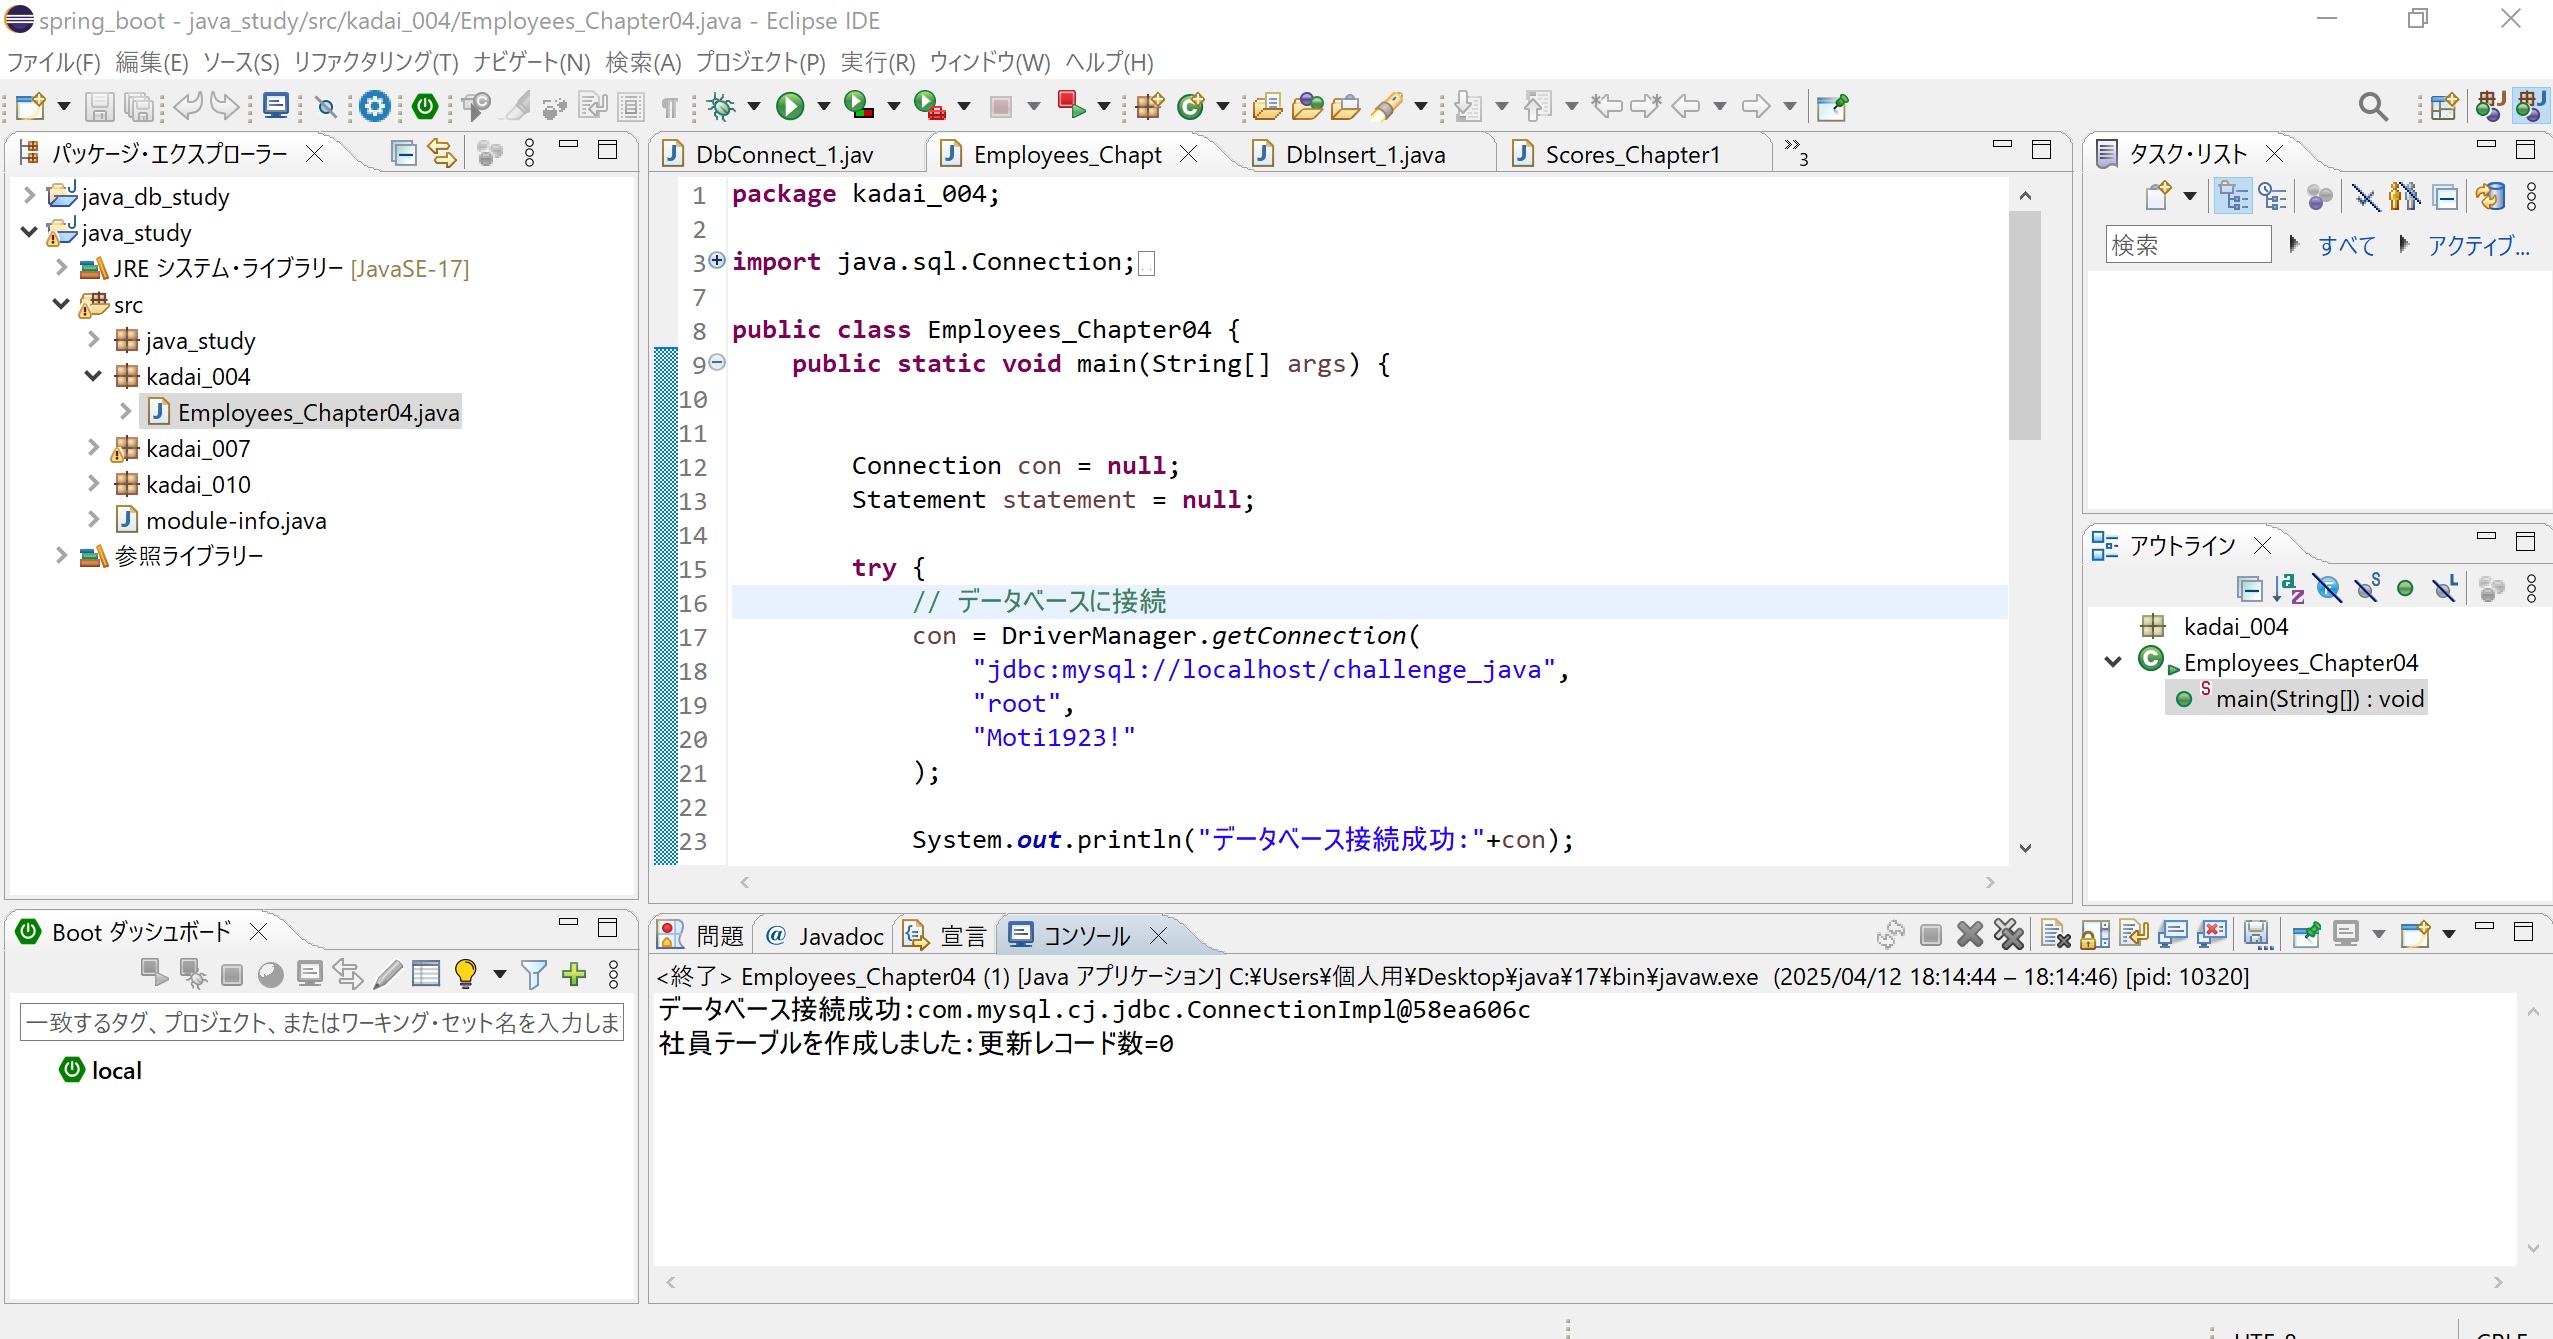 spring_boot - java_study/src/kadai_004/Employees_Chapter04.java - Eclipse IDE
ファイル(F) 編集(E) ソース(S) リファクタリング(T) ナビゲート(N) 検索(A) プロジェクト(P) 実行(R) ウィンドウ(W) ヘルプ(H)
パッケージ・エクスプローラー
java_db_study
java_study
JRE システム・ライブラリー [JavaSE-17]
src
java_study
kadai_004
Employees_Chapter04.java
kadai_007
kadai_010
module-info.java
参照ライブラリー
DbConnect_1.jav Employees_Chapt DbInsert_1.java Scores_Chapter1 »3
1 package kadai_004;
2
3 import java.sql.Connection;
7
8 public class Employees_Chapter04 {
9 public static void main(String[] args) {
10
11
12 Connection con = null;
13 Statement statement = null;
14
15 try {
16 // データベースに接続
17 con = DriverManager.getConnection(
18 "jdbc:mysql://localhost/challenge_java",
19 "root",
20 "Moti1923!"
21 );
22
23 System.out.println("データベース接続成功:"+con);
タスク・リスト
検索 すべて アクティブ...
アウトライン
kadai_004
Employees_Chapter04
main(String[]) : void
Boot ダッシュボード
一致するタグ、プロジェクト、またはワーキング・セット名を入力しま
local
問題 @ Javadoc 宣言 コンソール
<終了> Employees_Chapter04 (1) [Java アプリケーション] C:¥Users¥個人用¥Desktop¥java¥17¥bin¥javaw.exe (2025/04/12 18:14:44 – 18:14:46) [pid: 10320]
データベース接続成功:com.mysql.cj.jdbc.ConnectionImpl@58ea606c
社員テーブルを作成しました:更新レコード数=0